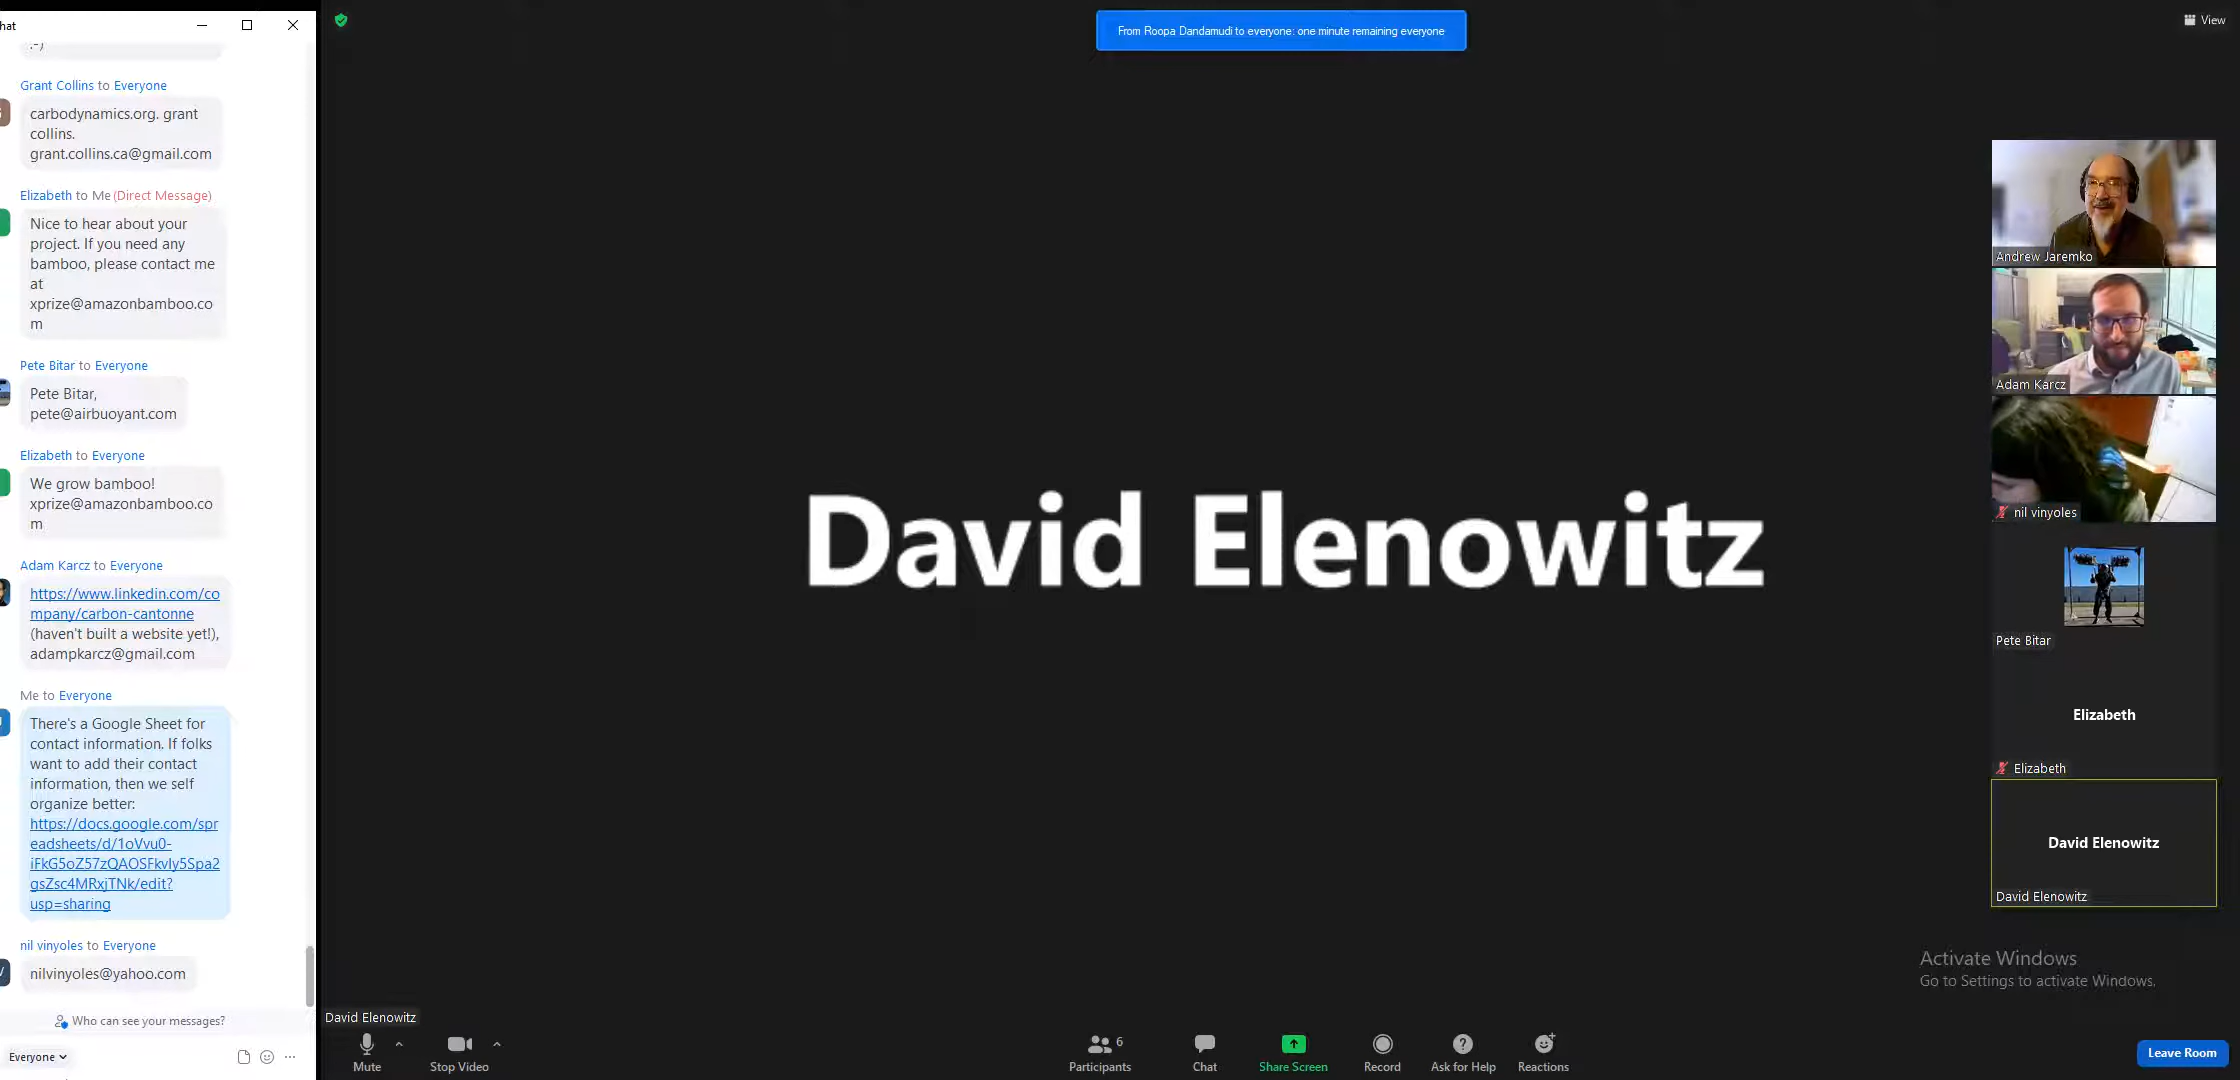 hat
:-)
Grant Collins to Everyone
carbodynamics.org. grant
collins.
grant.collins.ca@gmail.com
Elizabeth to Me (Direct Message)
Nice to hear about your
project. If you need any
bamboo, please contact me
at
xprize@amazonbamboo.co
m
Pete Bitar to Everyone
Pete Bitar,
pete@airbuoyant.com
Elizabeth to Everyone
We grow bamboo!
xprize@amazonbamboo.co
m
Adam Karcz to Everyone
https://www.linkedin.com/co
mpany/carbon-cantonne
(haven't built a website yet!),
adampkarcz@gmail.com
Me to Everyone
There's a Google Sheet for
contact information. If folks
want to add their contact
information, then we self
organize better:
https://docs.google.com/spr
eadsheets/d/1oVvu0-
iFkG5oZ57zQAOSFkvIy5Spa2
gsZsc4MRxjTNk/edit?
usp=sharing
nil vinyoles to Everyone
nilvinyoles@yahoo.com
Who can see your messages?
Everyone
From Roopa Dandamudi to everyone: one minute remaining everyone
View
David Elenowitz
Andrew Jaremko
Adam Karcz
nil vinyoles
Pete Bitar
Elizabeth
Elizabeth
David Elenowitz
David Elenowitz
Activate Windows
Go to Settings to activate Windows.
David Elenowitz
Mute
Stop Video
6
Participants
Chat
Share Screen
Record
Ask for Help
Reactions
Leave Room